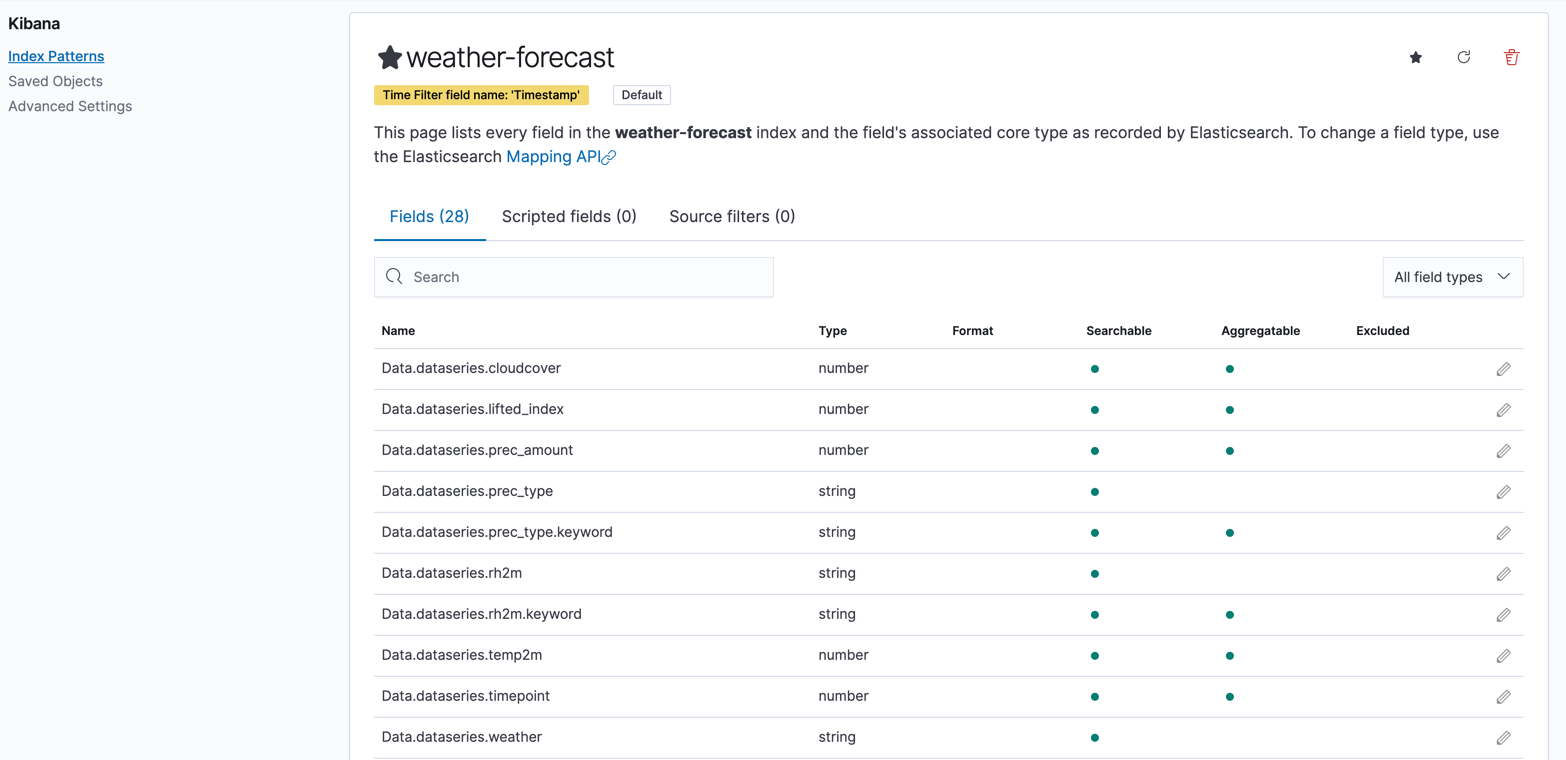 Kibana
Index Patterns
Saved Objects
Advanced Settings
weather-forecast
Time Filter field name: 'Timestamp' Default
This page lists every field in the weather-forecast index and the field's associated core type as recorded by Elasticsearch. To change a field type, use
the Elasticsearch Mapping API
Fields (28) Scripted fields (0) Source filters (0)
Search All field types
Name Type Format Searchable Aggregatable Excluded
Data.dataseries.cloudcover number
Data.dataseries.lifted_index number
Data.dataseries.prec_amount number
Data.dataseries.prec_type string
Data.dataseries.prec_type.keyword string
Data.dataseries.rh2m string
Data.dataseries.rh2m.keyword string
Data.dataseries.temp2m number
Data.dataseries.timepoint number
Data.dataseries.weather string